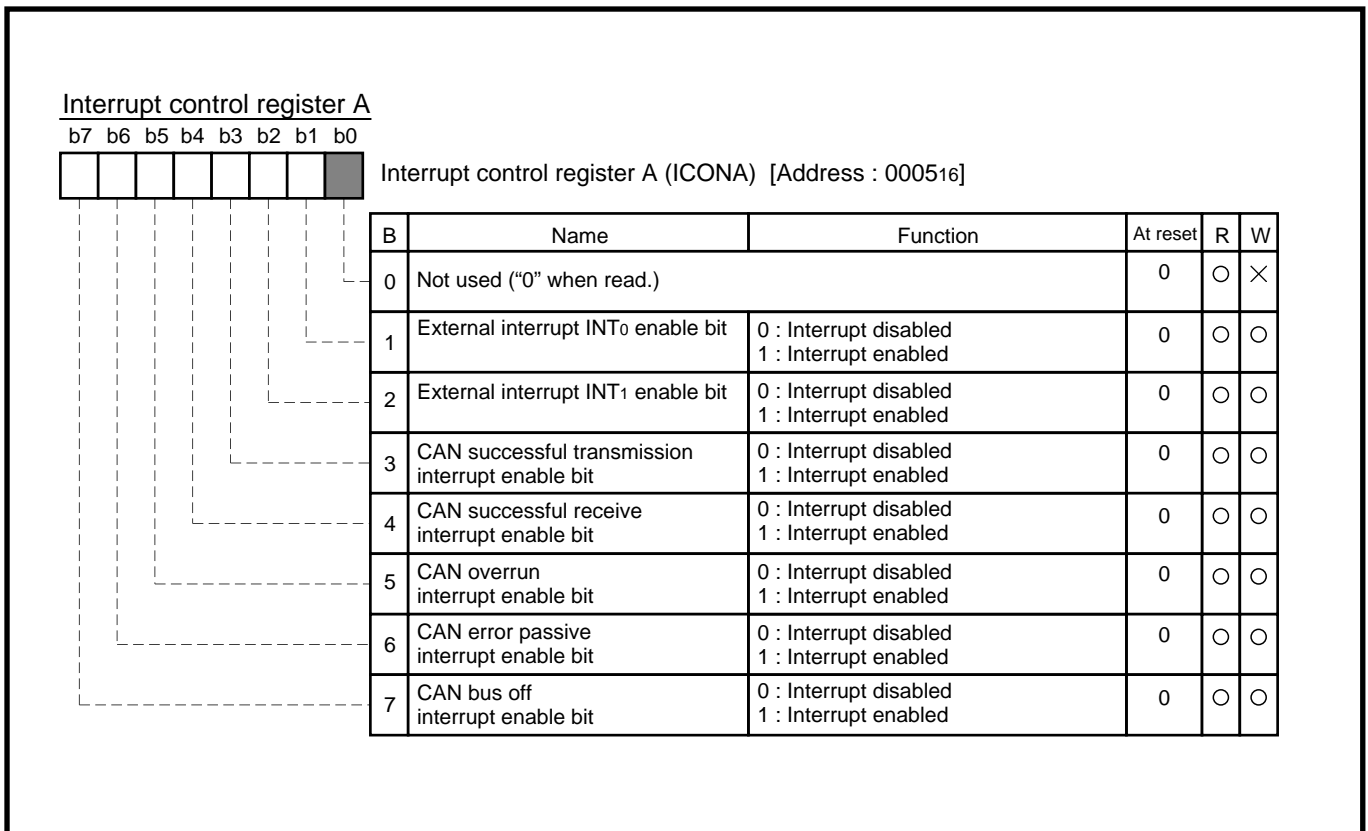 Interrupt control register A
b7 b6 b5 b4 b3 b2 b1 b0
Interrupt control register A (ICONA) [Address : 000516]
B Name Function At reset R W
0 Not used (“0” when read.) 0 ○ ×
1 External interrupt INT0 enable bit 0 : Interrupt disabled 0 ○ ○
1 : Interrupt enabled
2 External interrupt INT1 enable bit 0 : Interrupt disabled 0 ○ ○
1 : Interrupt enabled
3 CAN successful transmission 0 : Interrupt disabled 0 ○ ○
interrupt enable bit 1 : Interrupt enabled
4 CAN successful receive 0 : Interrupt disabled 0 ○ ○
interrupt enable bit 1 : Interrupt enabled
5 CAN overrun 0 : Interrupt disabled 0 ○ ○
interrupt enable bit 1 : Interrupt enabled
6 CAN error passive 0 : Interrupt disabled 0 ○ ○
interrupt enable bit 1 : Interrupt enabled
7 CAN bus off 0 : Interrupt disabled 0 ○ ○
interrupt enable bit 1 : Interrupt enabled